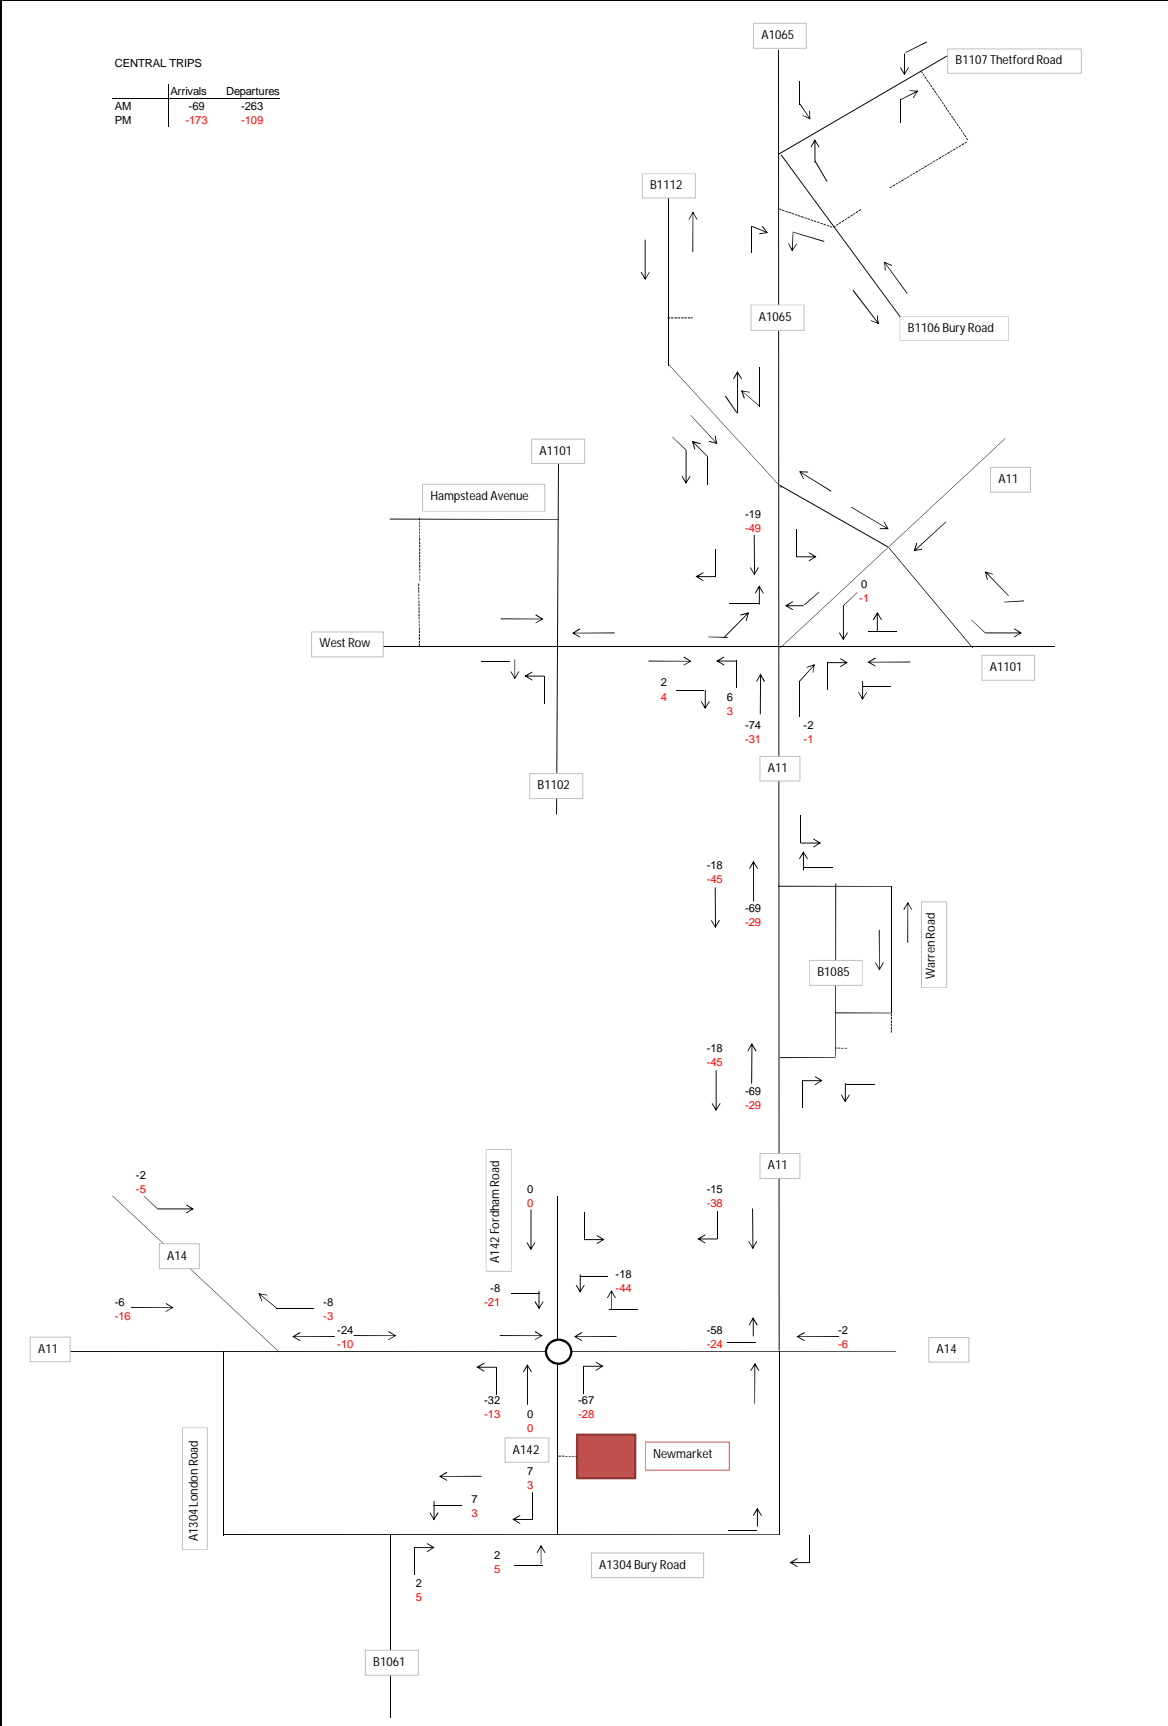 A1065
CENTRAL TRIPS
B1107 Thetford Road
Arrivals Departures
AM -69 -263
PM -173 -109
B1112
A1065
B1106 Bury Road
A1101
A11
Hampstead Avenue
-19
-49
0
-1
West Row
A1101
2
4
6
3
-74
-31
-2
-1
A11
B1102
-18
-45
-69
-29
Warren Road
B1085
-18
-45
-69
-29
A11
A142 Fordham Road
-2
-5
0
0
-15
-38
A14
-18
-44
-8
-21
-6
-16
-8
-3
-24
-10
-58
-24
-2
-6
A11
A14
-32
-13
0
0
-67
-28
A142
Newmarket
A1304 London Road
7
3
7
3
2
5
A1304 Bury Road
2
5
B1061